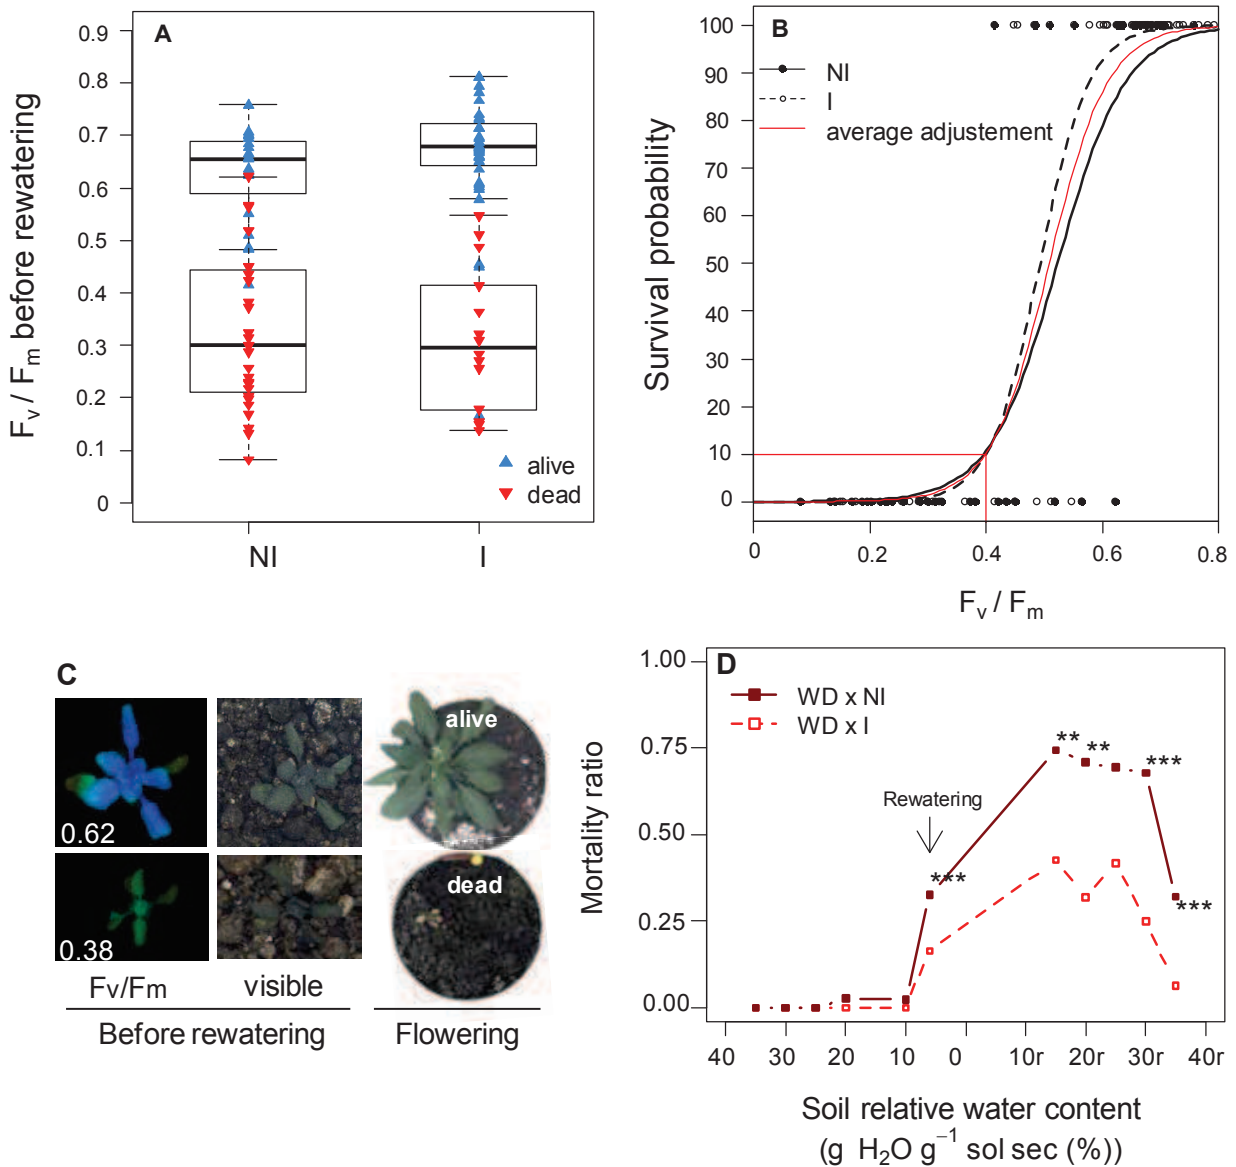 A
0.9
0.8
0.7
0.6
0.5
0.4
0.3
0.2
0.1
0
Fv / Fm before rewatering
alive
dead
NI
I
B
100
90
80
70
60
50
40
30
20
10
0
Survival probability
NI
I
average adjustement
0
0.2
0.4
0.6
0.8
Fv / Fm
C
0.62
0.38
alive
dead
Fv/Fm
visible
Before rewatering
Flowering
D
1.00
0.75
0.50
0.25
0.00
Mortality ratio
WD x NI
WD x I
Rewatering
***
**
**
***
***
40
30
20
10
0
10r
20r
30r
40r
Soil relative water content
(g H₂O g⁻¹ sol sec (%))